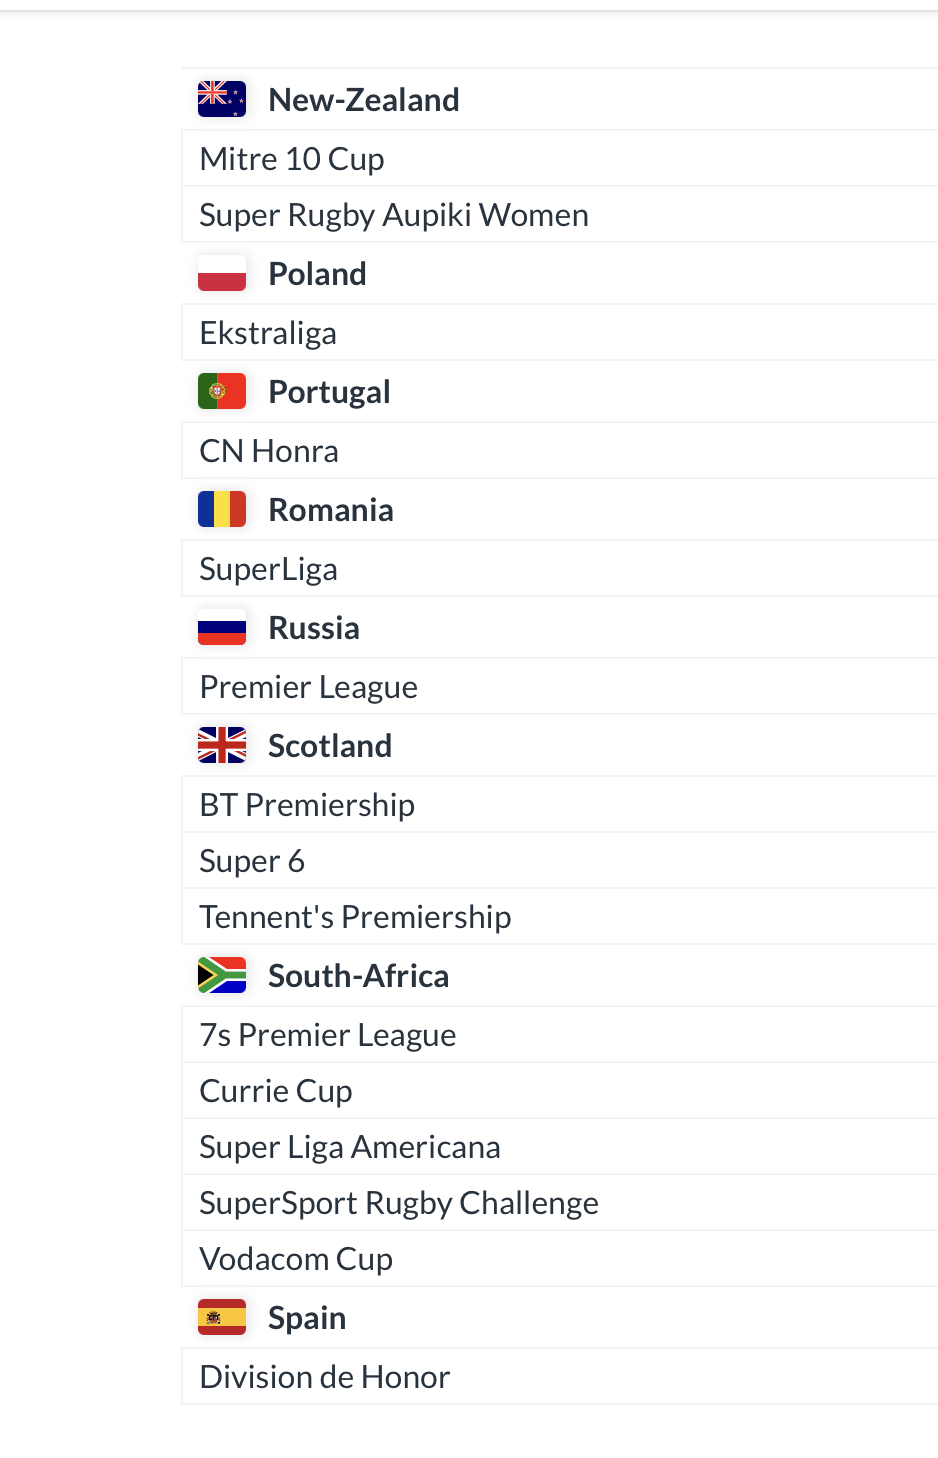 New-Zealand
Mitre 10 Cup
Super Rugby Aupiki Women
Poland
Ekstraliga
Portugal
CN Honra
Romania
SuperLiga
Russia
Premier League
Scotland
BT Premiership
Super 6
Tennent's Premiership
South-Africa
7s Premier League
Currie Cup
Super Liga Americana
SuperSport Rugby Challenge
Vodacom Cup
Spain
Division de Honor